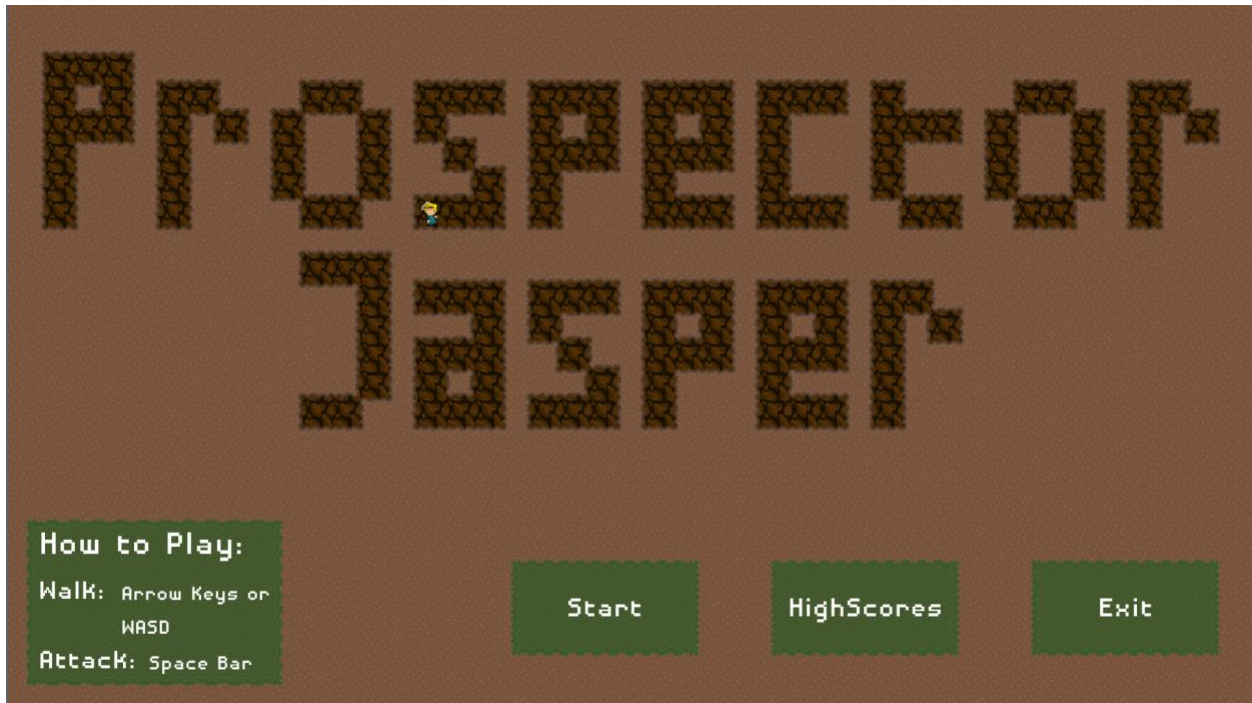 Prospector
Jasper
How to Play:
Walk: Arrow Keys or
WASD
Attack: Space Bar
Start
HighScores
Exit